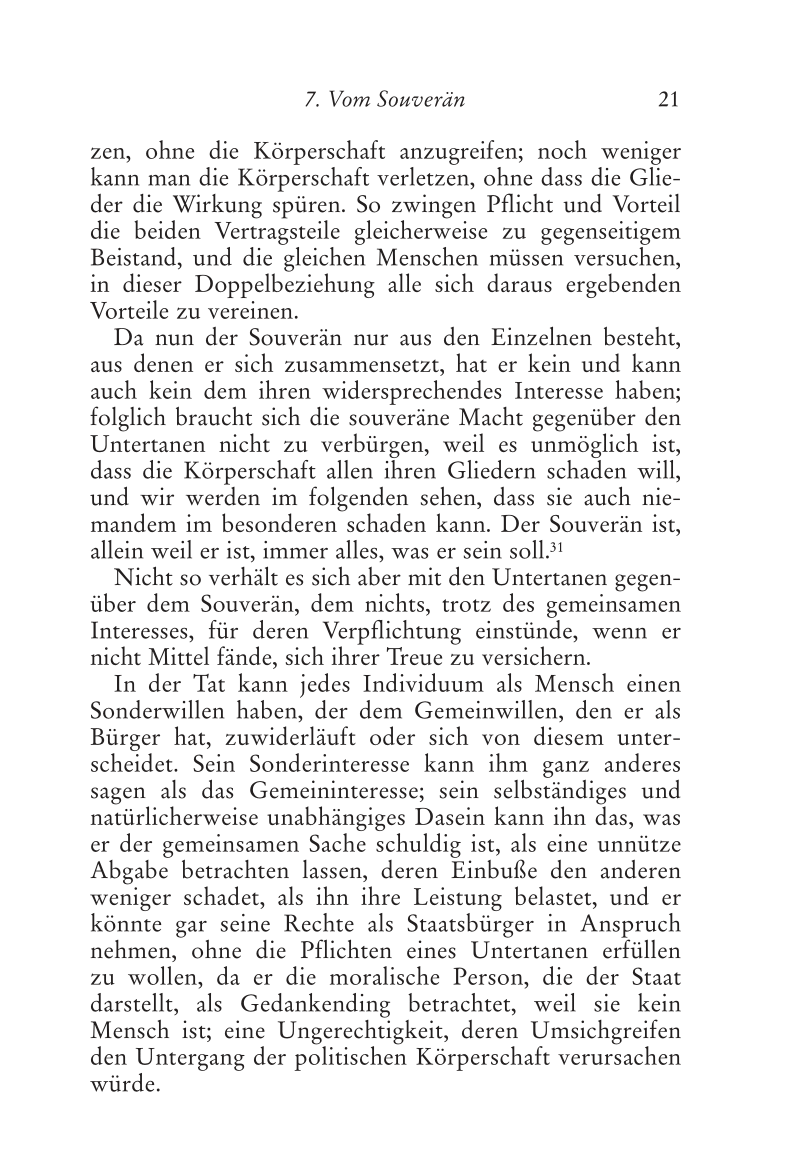 7. Vom Souverän 21
zen, ohne die Körperschaft anzugreifen; noch weniger
kann man die Körperschaft verletzen, ohne dass die Glie-
der die Wirkung spüren. So zwingen Pflicht und Vorteil
die beiden Vertragsteile gleicherweise zu gegenseitigem
Beistand, und die gleichen Menschen müssen versuchen,
in dieser Doppelbeziehung alle sich daraus ergebenden
Vorteile zu vereinen.
Da nun der Souverän nur aus den Einzelnen besteht,
aus denen er sich zusammensetzt, hat er kein und kann
auch kein dem ihren widersprechendes Interesse haben;
folglich braucht sich die souveräne Macht gegenüber den
Untertanen nicht zu verbürgen, weil es unmöglich ist,
dass die Körperschaft allen ihren Gliedern schaden will,
und wir werden im folgenden sehen, dass sie auch nie-
mandem im besonderen schaden kann. Der Souverän ist,
allein weil er ist, immer alles, was er sein soll.³¹
Nicht so verhält es sich aber mit den Untertanen gegen-
über dem Souverän, dem nichts, trotz des gemeinsamen
Interesses, für deren Verpflichtung einstünde, wenn er
nicht Mittel fände, sich ihrer Treue zu versichern.
In der Tat kann jedes Individuum als Mensch einen
Sonderwillen haben, der dem Gemeinwillen, den er als
Bürger hat, zuwiderläuft oder sich von diesem unter-
scheidet. Sein Sonderinteresse kann ihm ganz anderes
sagen als das Gemeininteresse; sein selbständiges und
natürlicherweise unabhängiges Dasein kann ihn das, was
er der gemeinsamen Sache schuldig ist, als eine unnütze
Abgabe betrachten lassen, deren Einbuße den anderen
weniger schadet, als ihn ihre Leistung belastet, und er
könnte gar seine Rechte als Staatsbürger in Anspruch
nehmen, ohne die Pflichten eines Untertanen erfüllen
zu wollen, da er die moralische Person, die der Staat
darstellt, als Gedankending betrachtet, weil sie kein
Mensch ist; eine Ungerechtigkeit, deren Umsichgreifen
den Untergang der politischen Körperschaft verursachen
würde.